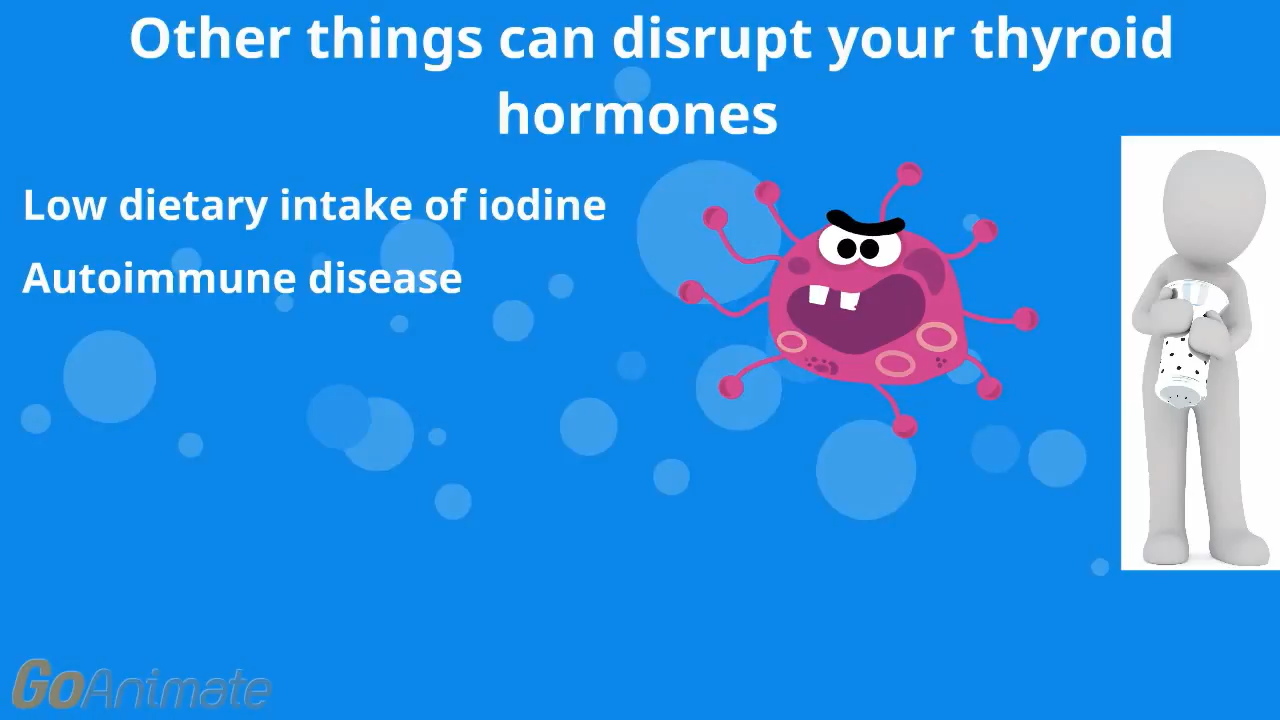 Other things can disrupt your thyroid
hormones
Low dietary intake of iodine
Autoimmune disease
GoAnimate